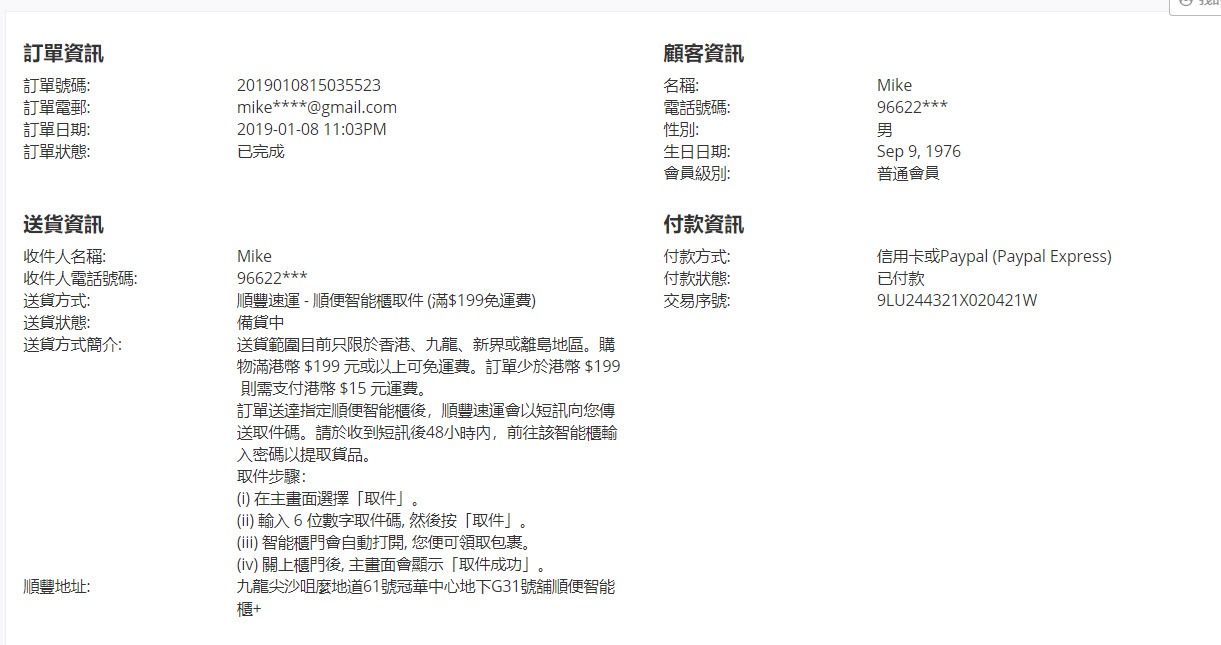 訂單資訊
訂單號碼: 2019010815035523
訂單電郵: mike****@gmail.com
訂單日期: 2019-01-08 11:03PM
訂單狀態: 已完成
顧客資訊
名稱: Mike
電話號碼: 96622***
性別: 男
生日日期: Sep 9, 1976
會員級別: 普通會員
送貨資訊
收件人名稱: Mike
收件人電話號碼: 96622***
送貨方式: 順豐速運 - 順便智能櫃取件 (滿$199免運費)
送貨狀態: 備貨中
送貨方式簡介: 送貨範圍目前只限於香港、九龍、新界或離島地區。購
物滿港幣 $199 元或以上可免運費。訂單少於港幣 $199
則需支付港幣 $15 元運費。
訂單送達指定順便智能櫃後，順豐速運會以短訊向您傳
送取件碼。請於收到短訊後48小時內，前往該智能櫃輸
入密碼以提取貨品。
取件步驟：
(i) 在主畫面選擇「取件」。
(ii) 輸入 6 位數字取件碼, 然後按「取件」。
(iii) 智能櫃門會自動打開, 您便可領取包裹。
(iv) 關上櫃門後, 主畫面會顯示「取件成功」。
順豐地址: 九龍尖沙咀麼地道61號冠華中心地下G31號舖順便智能
櫃+
付款資訊
付款方式: 信用卡或Paypal (Paypal Express)
付款狀態: 已付款
交易序號: 9LU244321X020421W